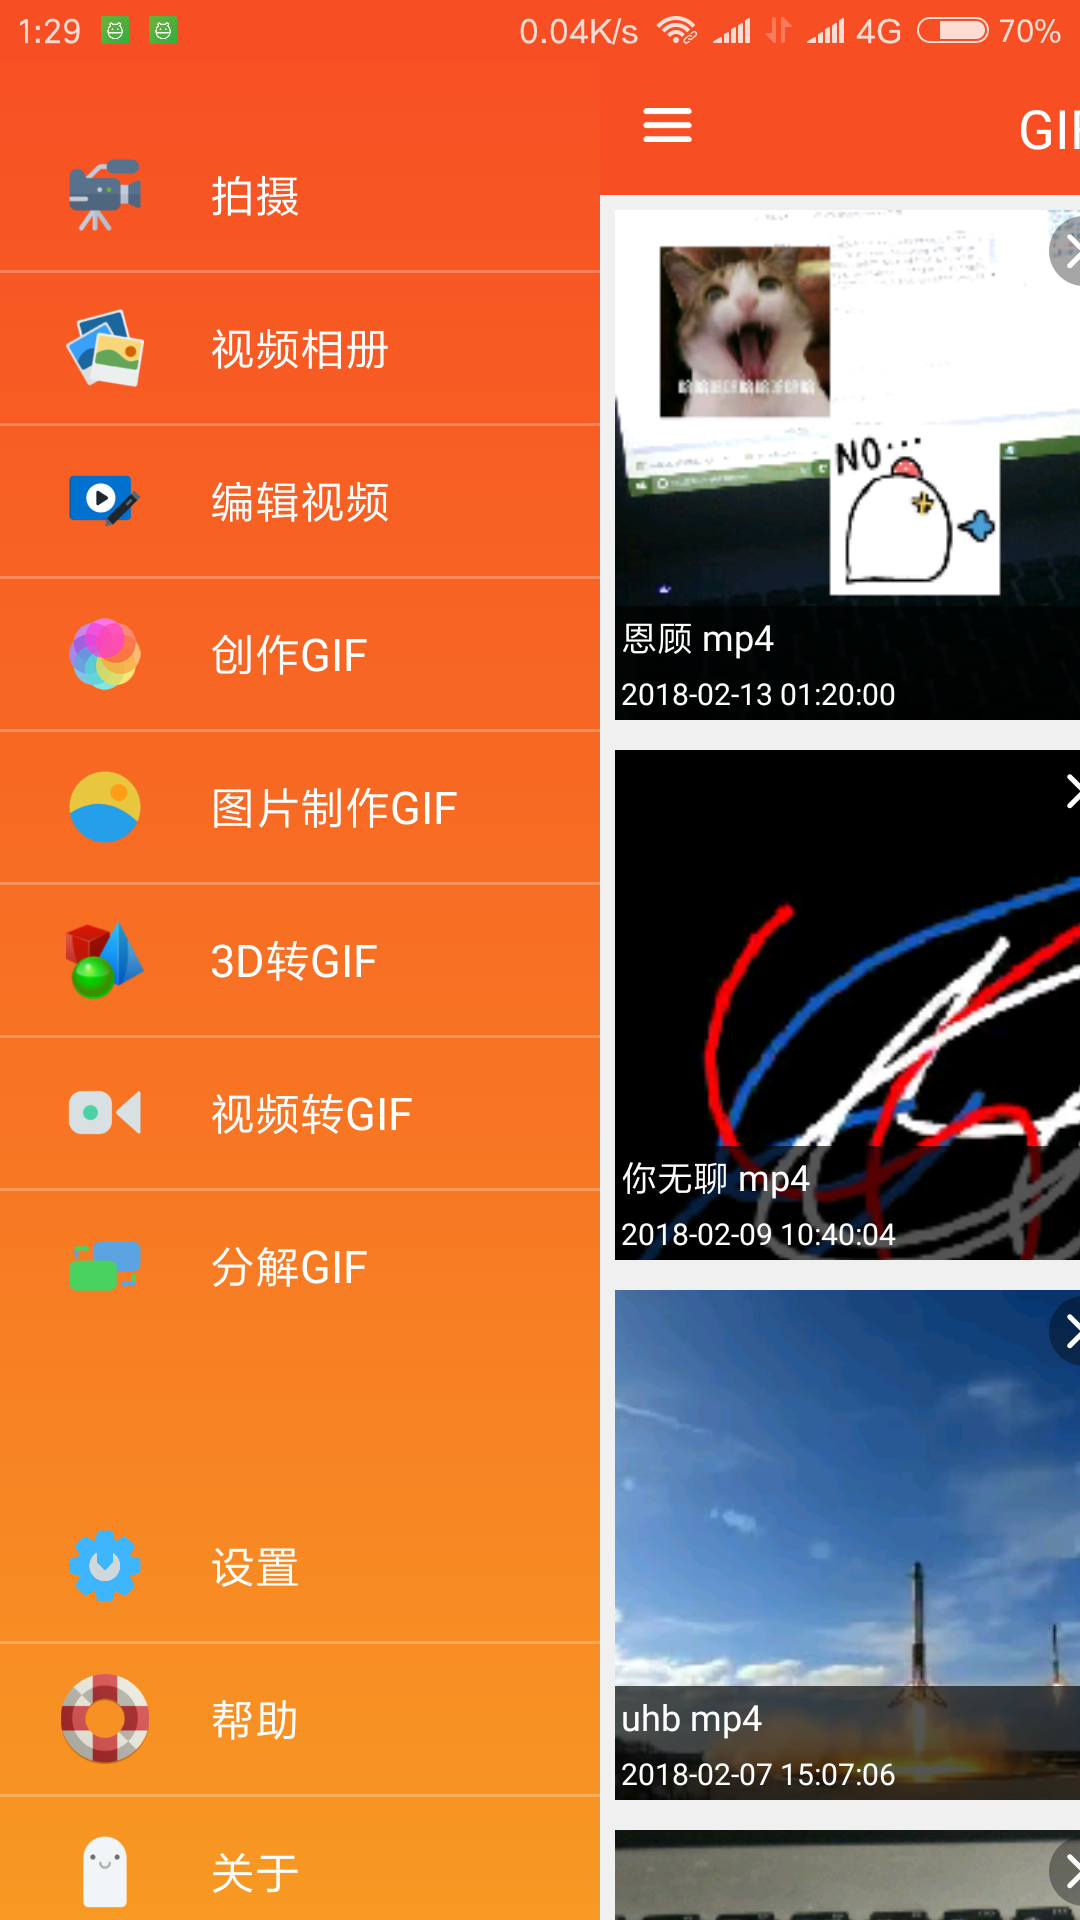 1:29
0.04K/s
4G
70%
拍摄
视频相册
编辑视频
创作GIF
图片制作GIF
3D转GIF
视频转GIF
分解GIF
设置
帮助
关于
NO...
恩顾 mp4
2018-02-13 01:20:00
你无聊 mp4
2018-02-09 10:40:04
uhb mp4
2018-02-07 15:07:06